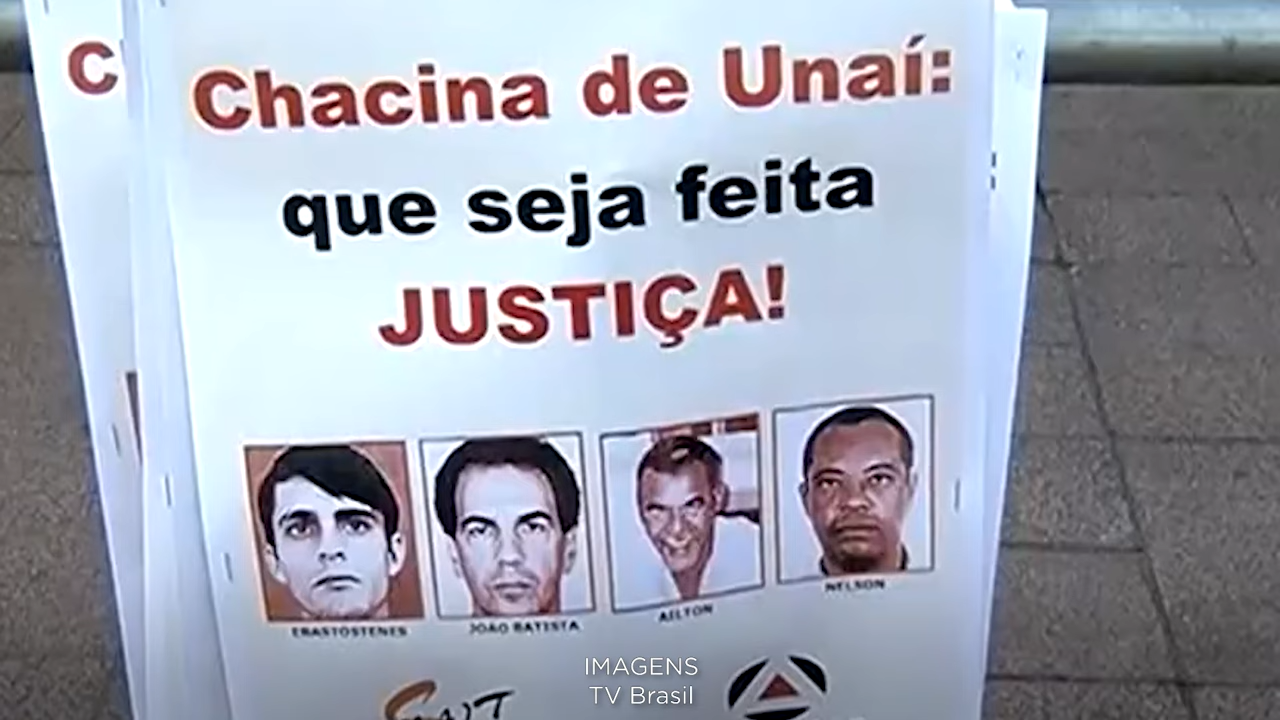 C
Chacina de Unaí:
que seja feita
JUSTIÇA!
ERASTOSTENES
JOÃO BATISTA
AILTON
NELSON
IMAGENS
TV Brasil